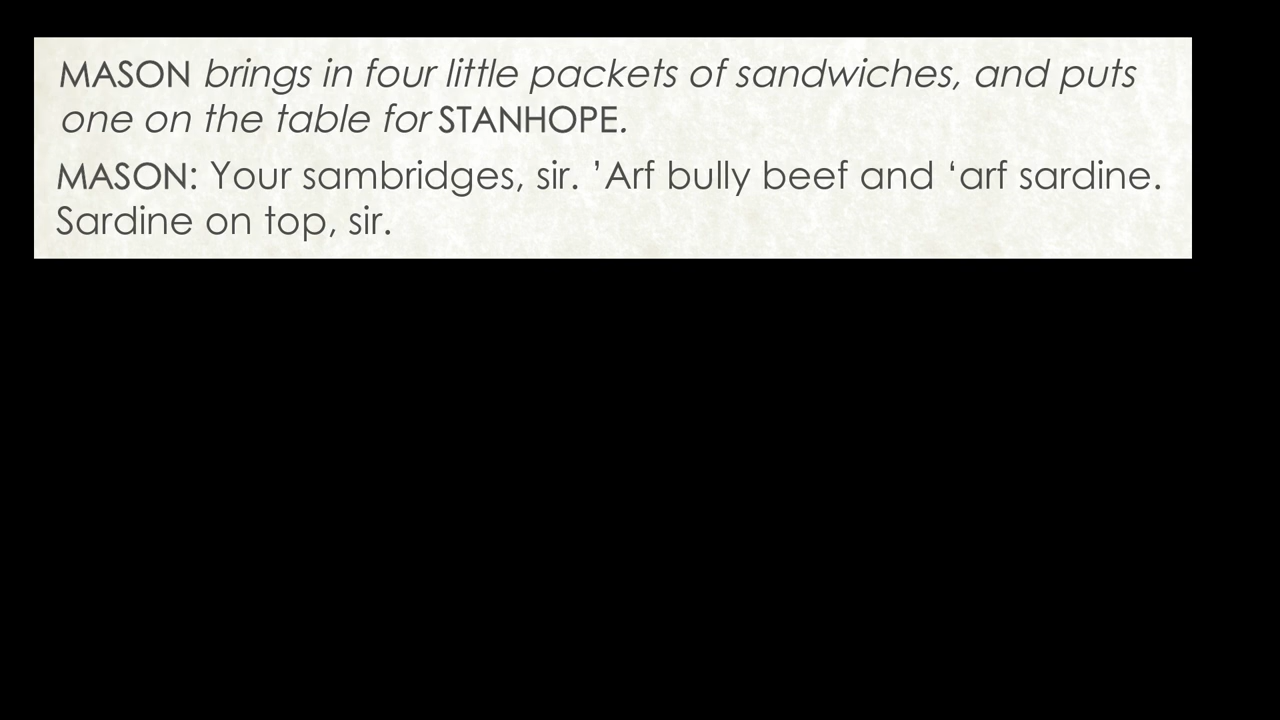 MASON brings in four little packets of sandwiches, and puts
one on the table for STANHOPE.
MASON: Your sambridges, sir. ’Arf bully beef and ‘arf sardine.
Sardine on top, sir.